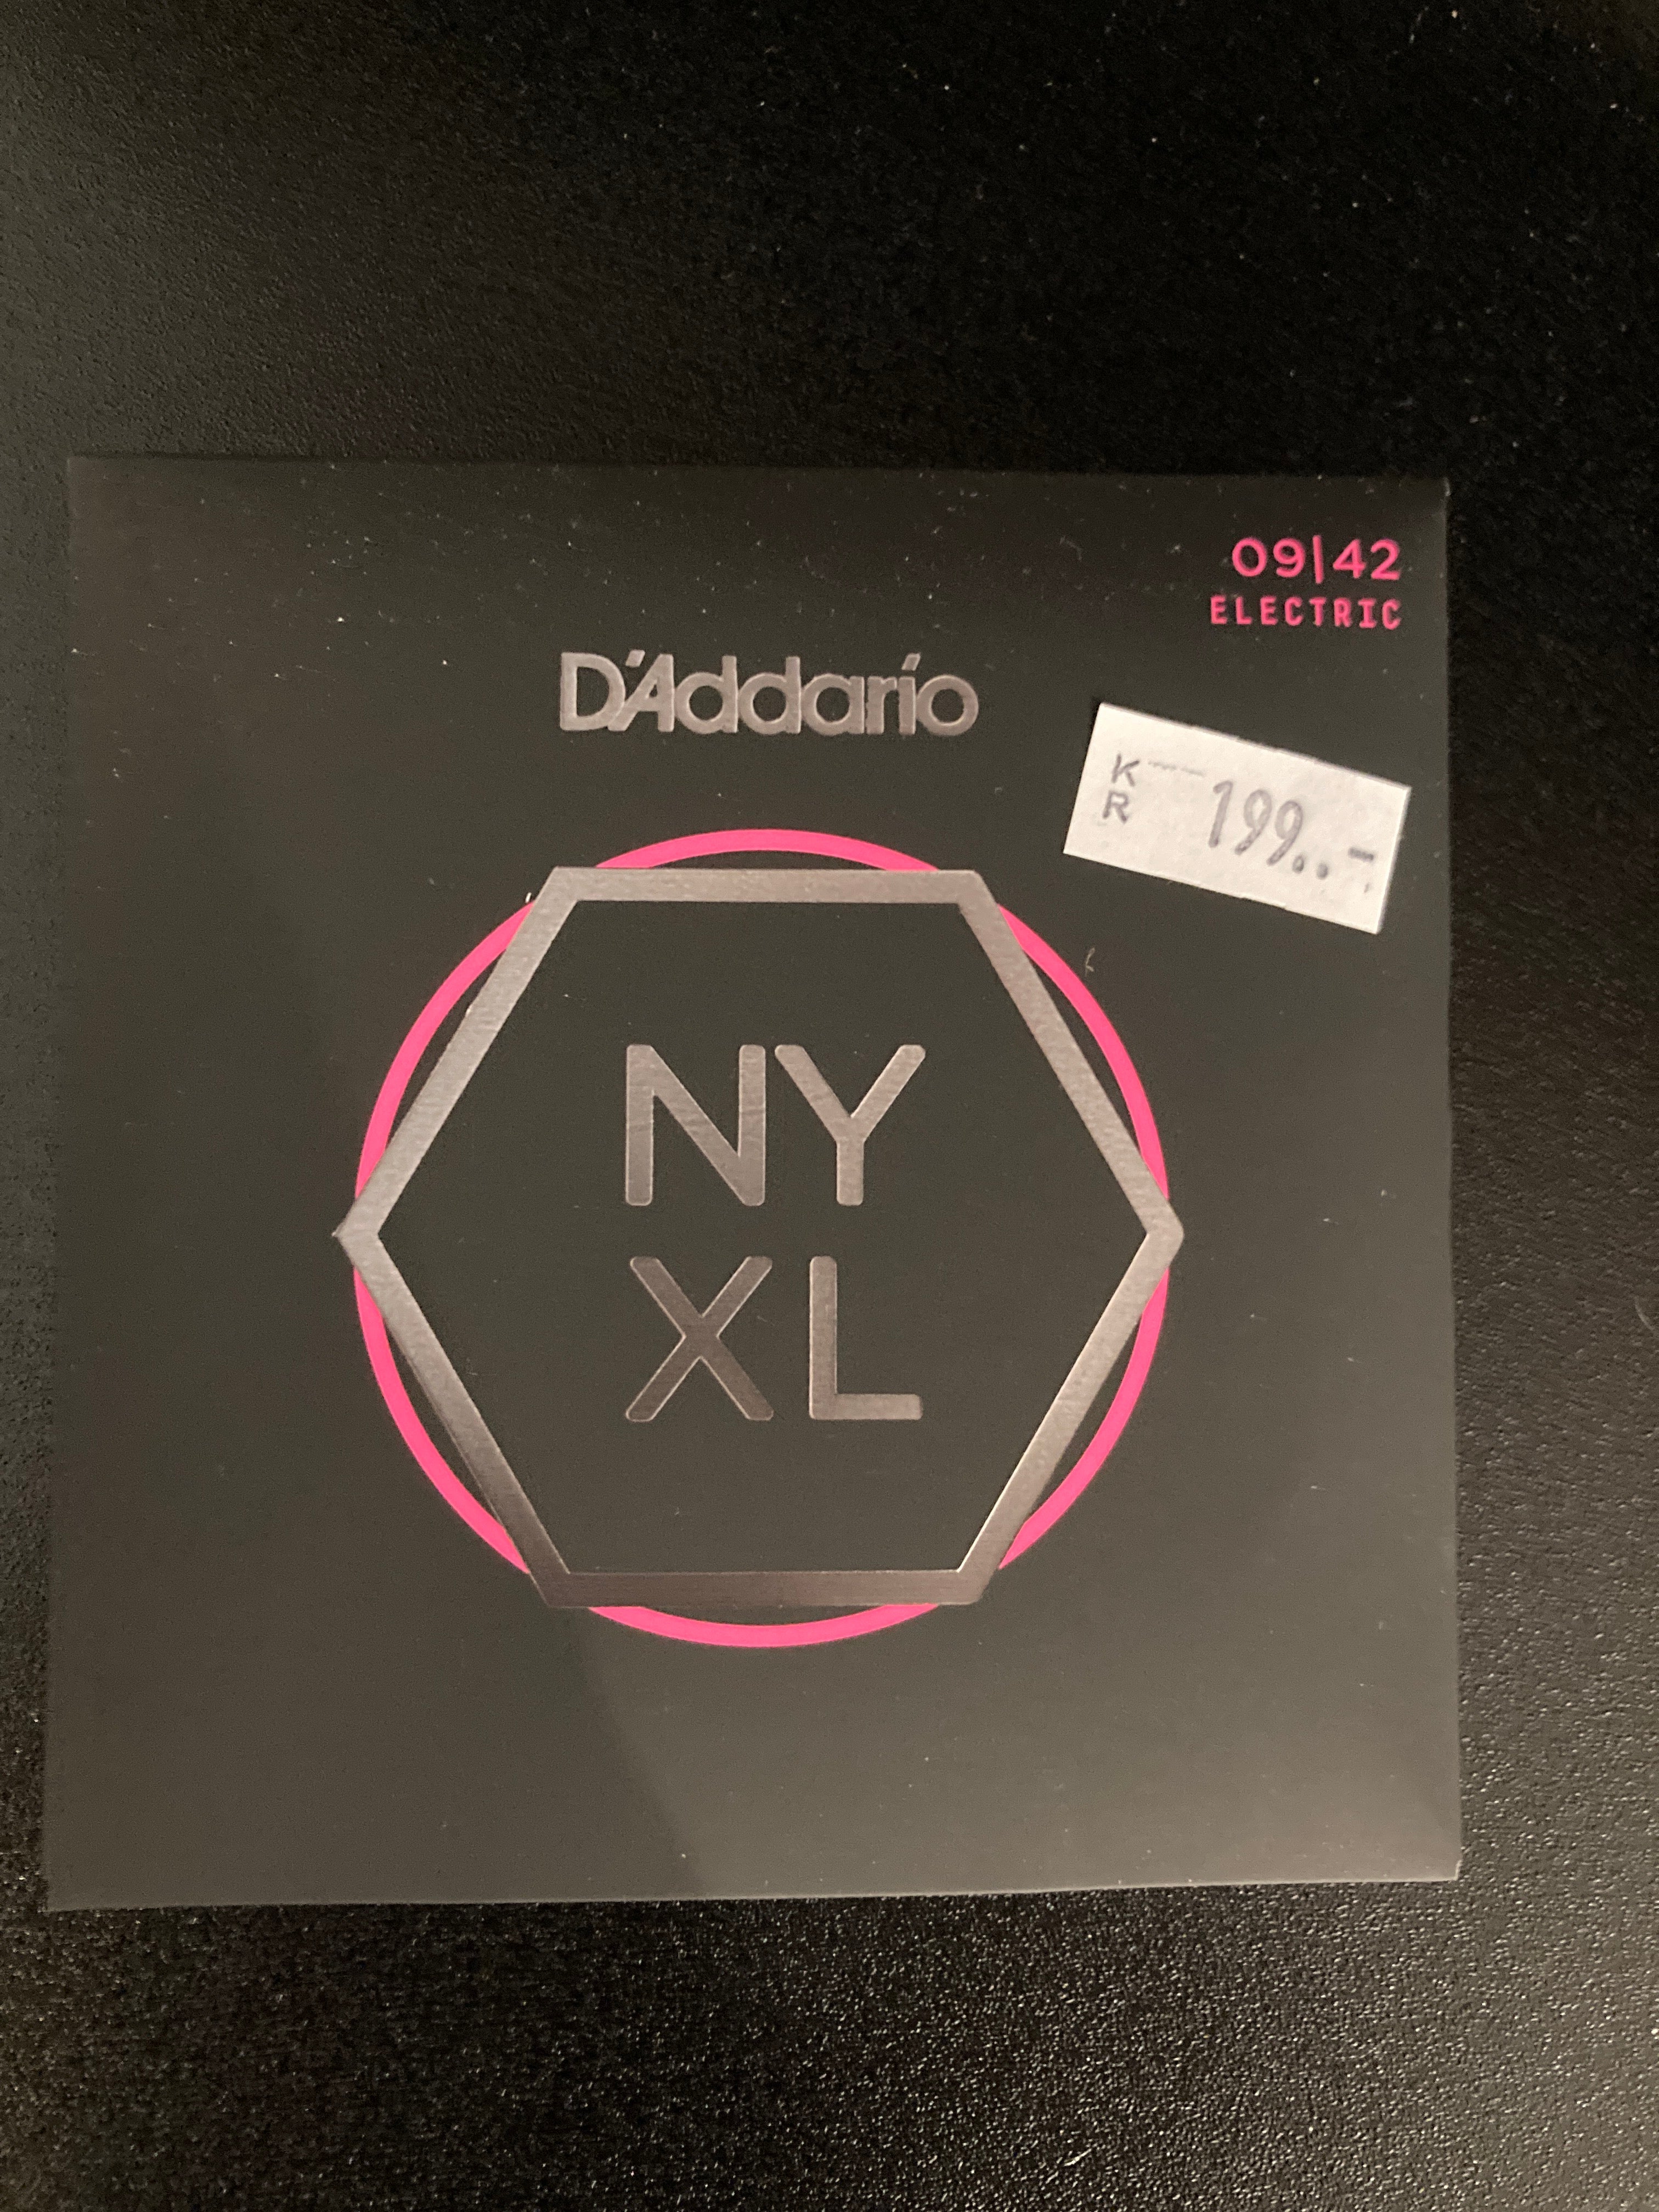 09|42
ELECTRIC
D'Addario
KR 199..-
NY
XL